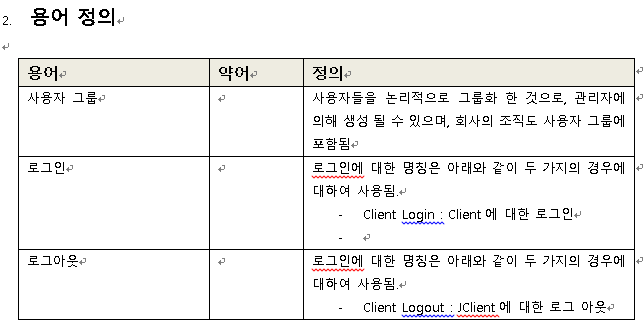 2. 용어 정의
용어 약어 정의
사용자 그룹
사용자들을 논리적으로 그룹화 한 것으로, 관리자에
의해 생성 될 수 있으며, 회사의 조직도 사용자 그룹에
포함됨
로그인
로그인에 대한 명칭은 아래와 같이 두 가지의 경우에
대하여 사용됨.
- Client Login : Client 에 대한 로그인
-
로그아웃
로그인에 대한 명칭은 아래와 같이 두 가지의 경우에
대하여 사용됨.
- Client Logout : JClient 에 대한 로그 아웃